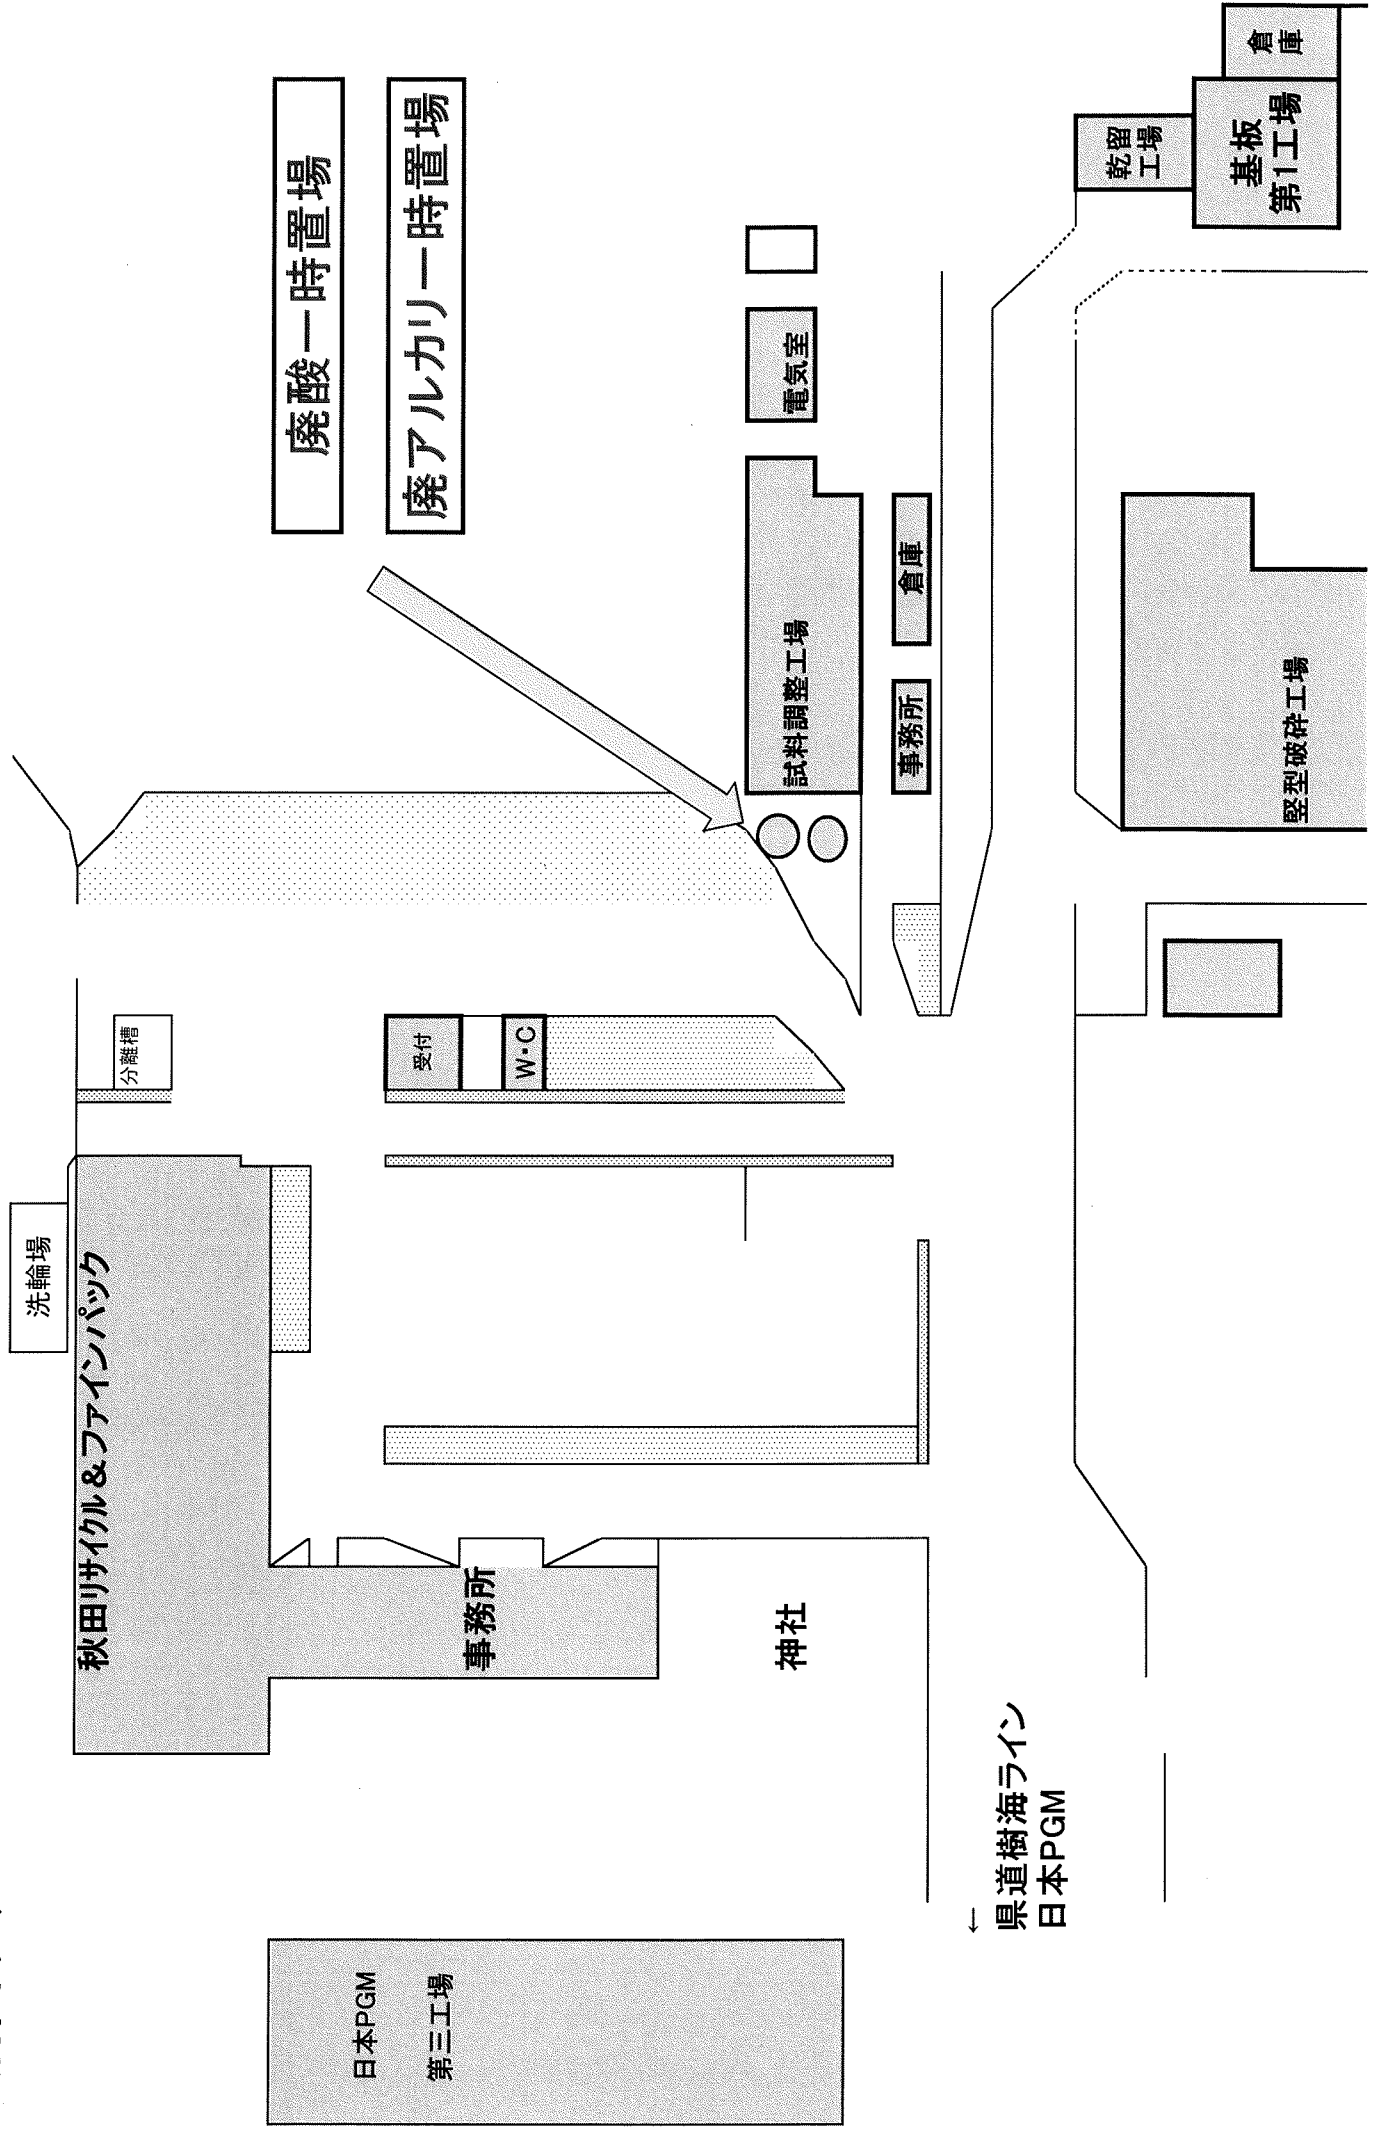 洗輪場
秋田リサイクル&ファインパック
分離槽
廃酸一時置場
廃アルカリ一時置場
受付
W・C
事務所
日本PGM
第三工場
神社
試料調整工場
電気室
事務所
倉庫
←
県道樹海ライン
日本PGM
乾留
工場
基板
第1工場
倉庫
竪型破砕工場